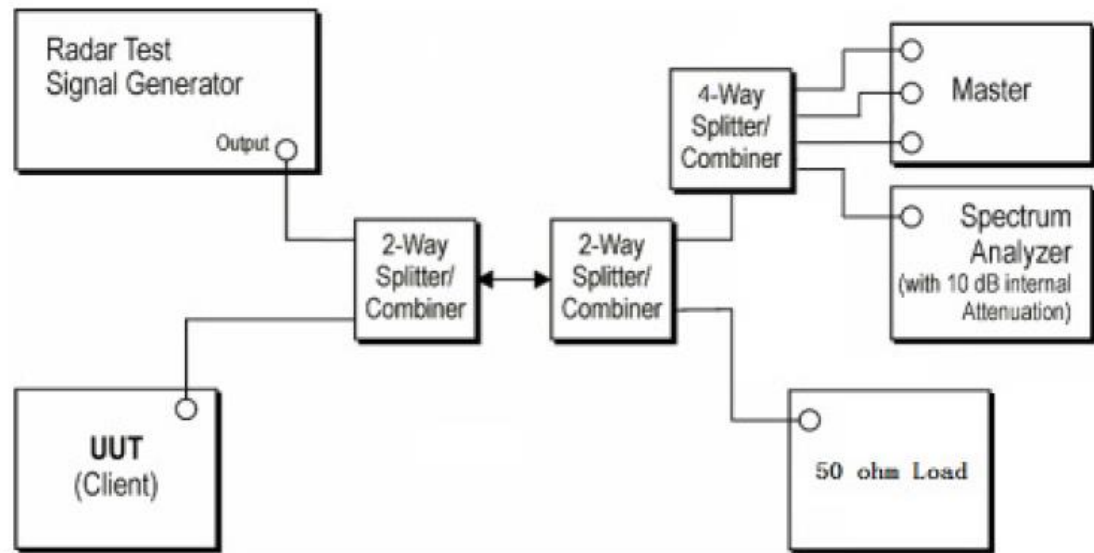 Radar Test
Signal Generator
Output
4-Way
Splitter/
Combiner
Master
2-Way
Splitter/
Combiner
2-Way
Splitter/
Combiner
Spectrum
Analyzer
(with 10 dB internal
Attenuation)
UUT
(Client)
50 ohm Load